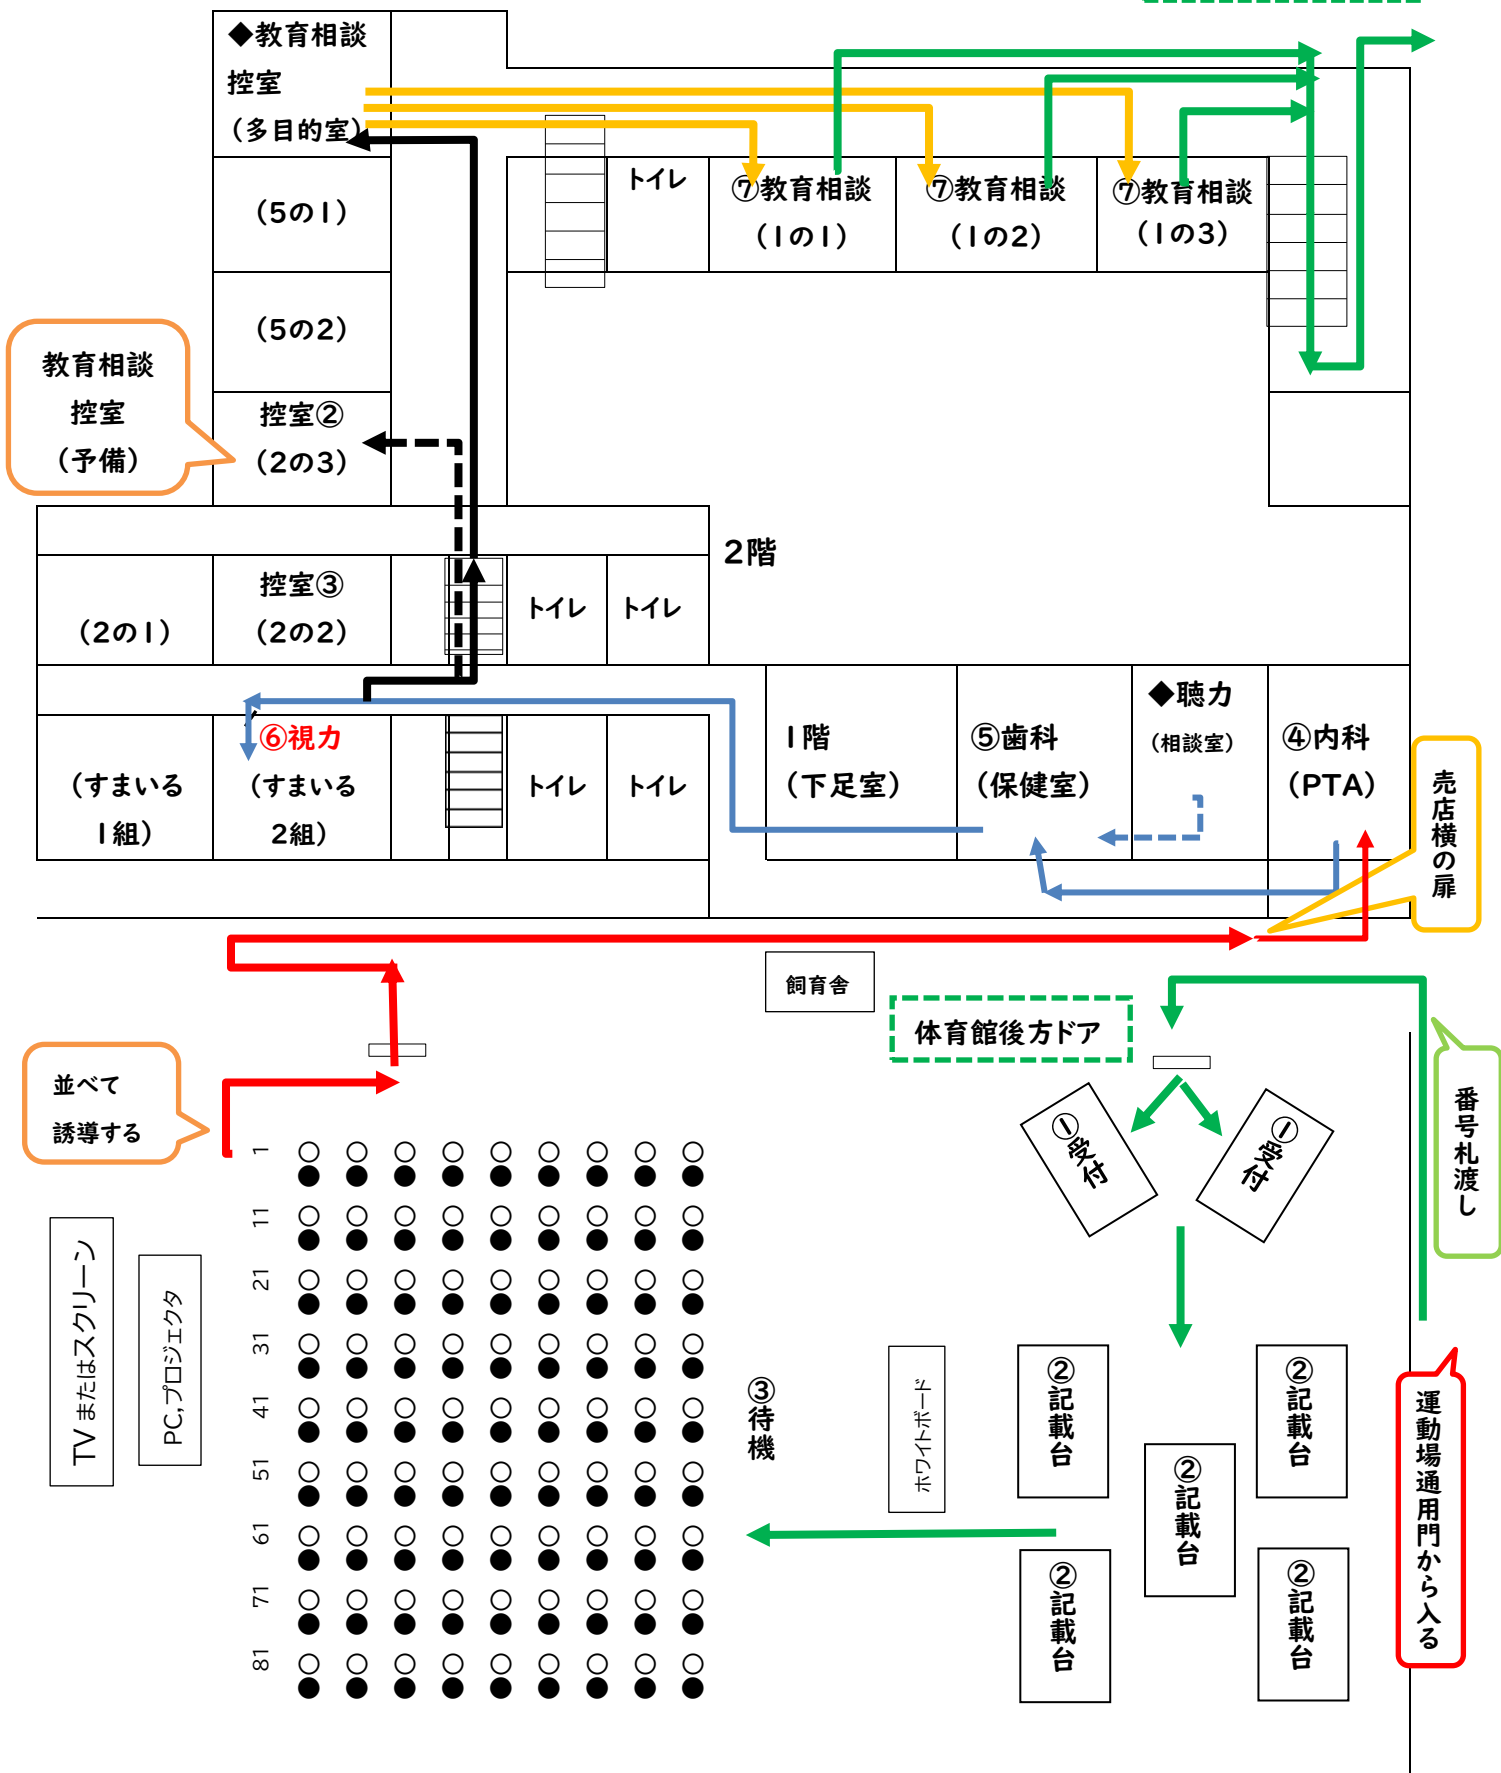 ◆教育相談
控室
(多目的室)
(5の1)
(5の2)
教育相談
控室
(予備)
控室②
(2の3)
トイレ
⑦教育相談
(1の1)
⑦教育相談
(1の2)
⑦教育相談
(1の3)
2階
(2の1)
控室③
(2の2)
トイレ
トイレ
(すまいる
1組)
⑥視力
(すまいる
2組)
トイレ
トイレ
1階
(下足室)
⑤歯科
(保健室)
◆聴力
(相談室)
④内科
(PTA)
売店横の扉
飼育舎
体育館後方ドア
並べて
誘導する
番号札渡し
①受付
①受付
1
11
21
31
41
51
61
71
81
TVまたはスクリーン
PC,プロジェクタ
③待機
ホワイトボード
②記載台
②記載台
②記載台
②記載台
②記載台
運動場通用門から入る